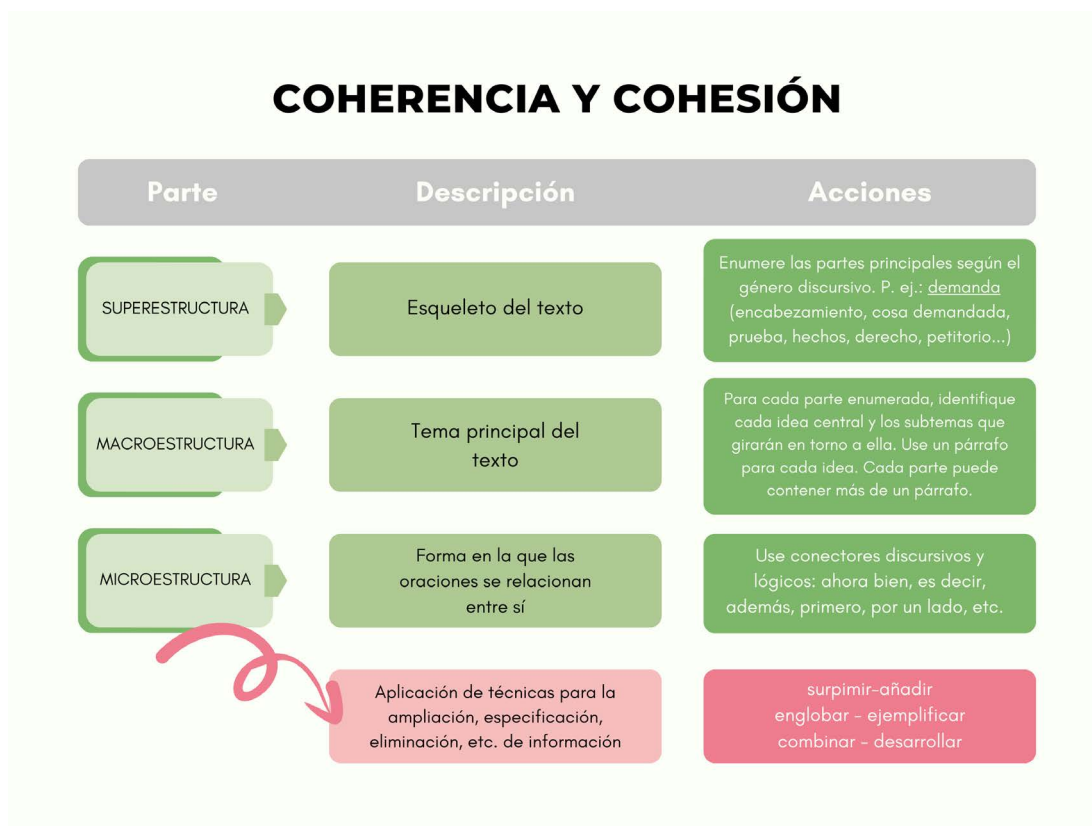 COHERENCIA Y COHESIÓN
Parte
Descripción
Acciones
SUPERESTRUCTURA
Esqueleto del texto
Enumere las partes principales según el
género discursivo. P. ej.: demanda
(encabezamiento, cosa demandada,
prueba, hechos, derecho, petitorio...)
MACROESTRUCTURA
Tema principal del
texto
Para cada parte enumerada, identifique
cada idea central y los subtemas que
girarán en torno a ella. Use un párrafo
para cada idea. Cada parte puede
contener más de un párrafo.
MICROESTRUCTURA
Forma en la que las
oraciones se relacionan
entre sí
Use conectores discursivos y
lógicos: ahora bien, es decir,
además, primero, por un lado, etc.
Aplicación de técnicas para la
ampliación, especificación,
eliminación, etc. de información
surpimir-añadir
englobar - ejemplificar
combinar - desarrollar